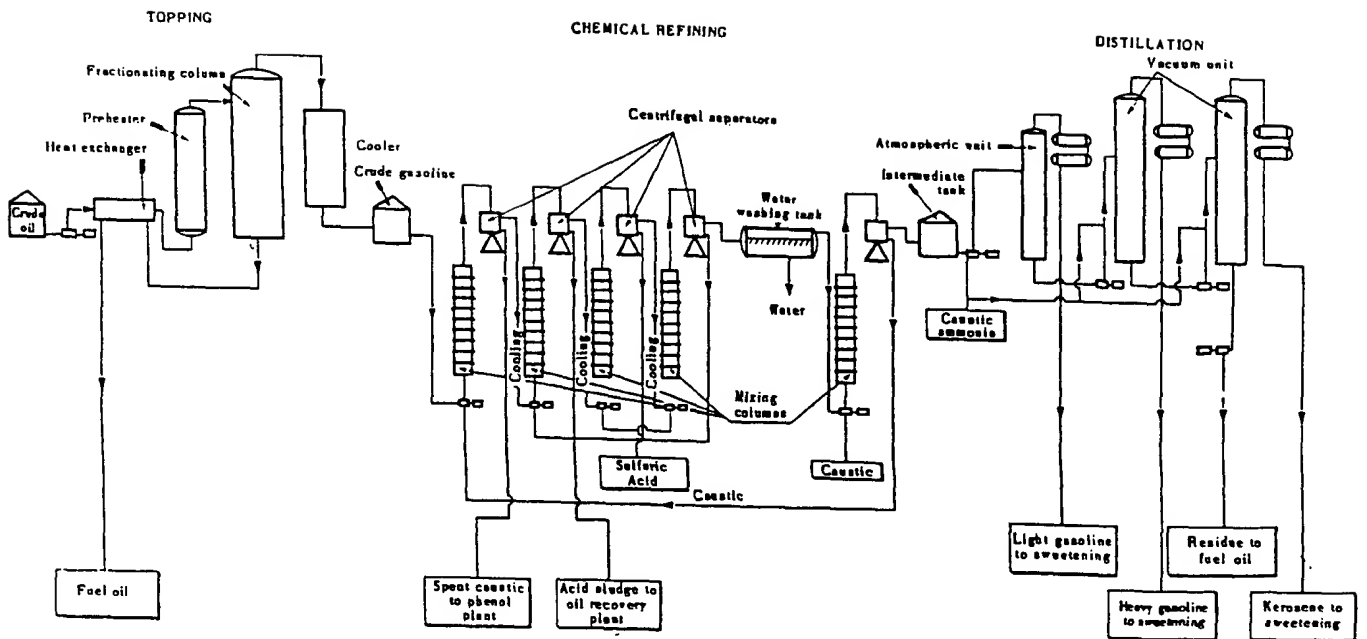 TOPPING
CHEMICAL REFINING
DISTILLATION
Vacuum unit
Fractionating column
Preheater
Heat exchanger
Crude
oil
Cooler
Crude gasoline
Centrifugal separators
Water
washing tank
Water
Atmospheric
unit
Intermediate
tank
Caustic
ammonia
Cooling
Cooling
Cooling
Mixing
columns
Sulfuric
Acid
Caustic
Caustic
Fuel oil
Spent caustic
to phenol
plant
Acid sludge to
oil recovery
plant
Light gasoline
to sweetening
Residue to
fuel oil
Heavy gasoline
to sweetening
Kerosene to
sweetening